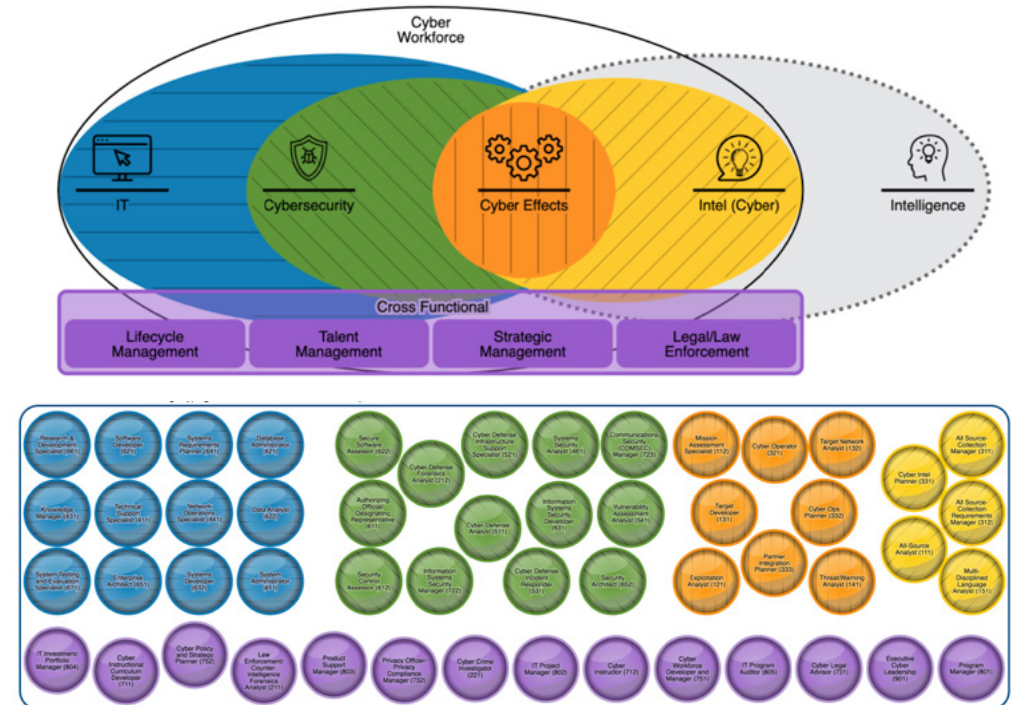 Cyber
Workforce
IT
Cybersecurity
Cyber Effects
Intel (Cyber)
Intelligence
Cross Functional
Lifecycle
Management
Talent
Management
Strategic
Management
Legal/Law
Enforcement
Research &
Development
Specialist (661)
Software
Developer
(621)
Systems
Requirements
Planner (641)
Database
Administrator
(421)
Knowledge
Manager (431)
Technical
Support
Specialist (411)
Network
Operations
Specialist (441)
Data Analyst
(422)
System Testing
and Evaluation
Specialist (671)
Enterprise
Architect (651)
Systems
Developer
(632)
System
Administrator
(451)
Secure
Software
Assessor (622)
Cyber Defense
Forensics
Analyst (212)
Cyber Defense
Infrastructure
Support
Specialist (521)
Systems
Security
Analyst (461)
Communications
Security
(COMSEC)
Manager (723)
Authorizing
Official/
Designating
Representative
(611)
Cyber Defense
Analyst (511)
Information
Systems
Security
Developer
(631)
Vulnerability
Assessment
Analyst (541)
Security
Control
Assessor (612)
Information
Systems
Security
Manager (722)
Cyber Defense
Incident
Responder
(531)
Security
Architect (652)
Mission
Assessment
Specialist (112)
Cyber Operator
(321)
Target Network
Analyst (132)
Target
Developer
(131)
Cyber Ops
Planner (332)
Exploitation
Analyst (121)
Partner
Integration
Planner (333)
Threat/Warning
Analyst (141)
All Source-
Collection
Manager (311)
Cyber Intel
Planner (331)
All Source-
Collection
Requirements
Manager (312)
All-Source
Analyst (111)
Multi-
Disciplined
Language
Analyst (151)
IT Investment/
Portfolio
Manager (804)
Cyber
Instructional
Curriculum
Developer
(711)
Cyber Policy
and Strategy
Planner (752)
Law
Enforcement/
Counter-
intelligence
Forensics
Analyst (211)
Product
Support
Manager (803)
Privacy Officer/
Privacy
Compliance
Manager (732)
Cyber Crime
Investigator
(221)
IT Project
Manager (802)
Cyber
Instructor (712)
Cyber
Workforce
Developer and
Manager (751)
IT Program
Auditor (805)
Cyber Legal
Advisor (731)
Executive
Cyber
Leadership
(901)
Program
Manager (801)